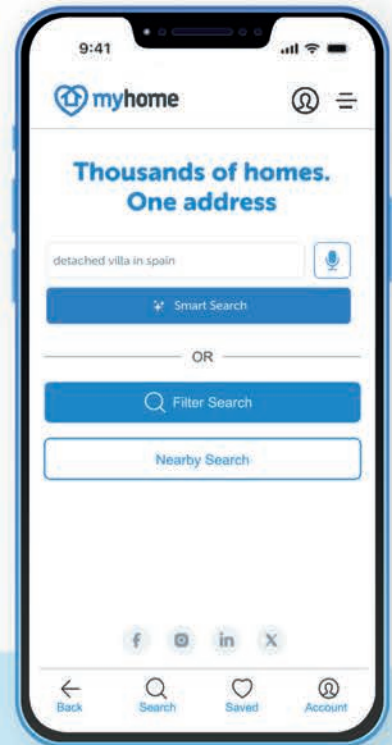 9:41
myhome
Thousands of homes.
One address
detached villa in spain
Smart Search
OR
Filter Search
Nearby Search
f in X
Back Search Saved Account